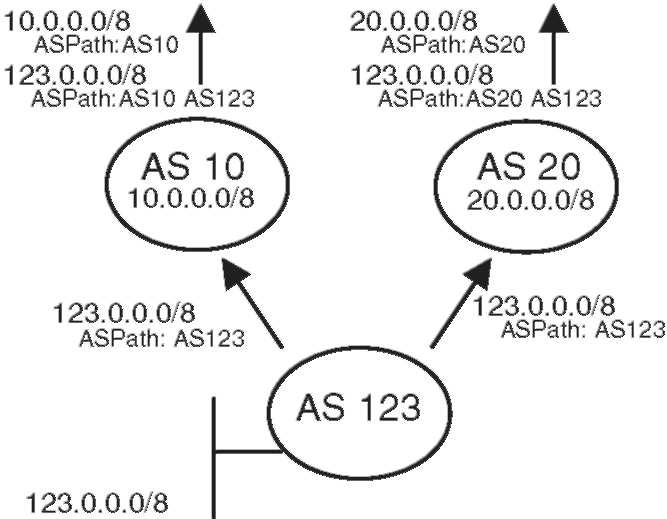 10.0.0.0/8
ASPath:AS10
123.0.0.0/8
ASPath:AS10 AS123
20.0.0.0/8
ASPath:AS20
123.0.0.0/8
ASPath:AS20 AS123
AS 10
10.0.0.0/8
AS 20
20.0.0.0/8
123.0.0.0/8
ASPath: AS123
123.0.0.0/8
ASPath: AS123
AS 123
123.0.0.0/8